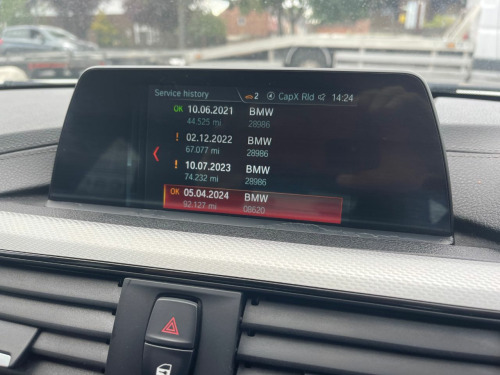 Service history 2 CapX Rld 14:24
OK 10.06.2021 BMW
44.525 mi 28986
! 02.12.2022 BMW
67.077 mi 28986
! 10.07.2023 BMW
74.232 mi 28986
OK 05.04.2024 BMW
92.127 mi 08620